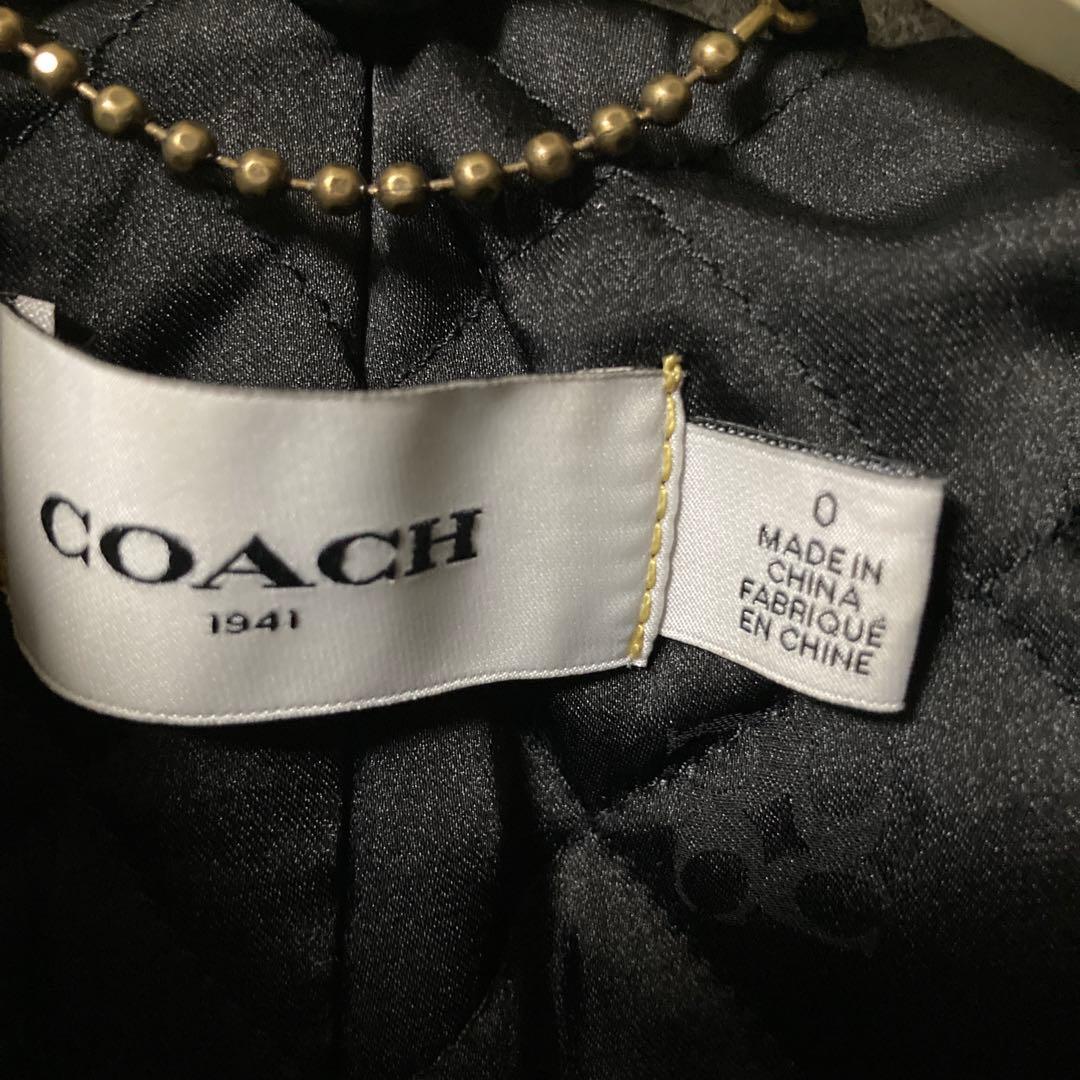 COACH
1941
0
MADE IN
CHINA
FABRIQUÉ
EN CHINE